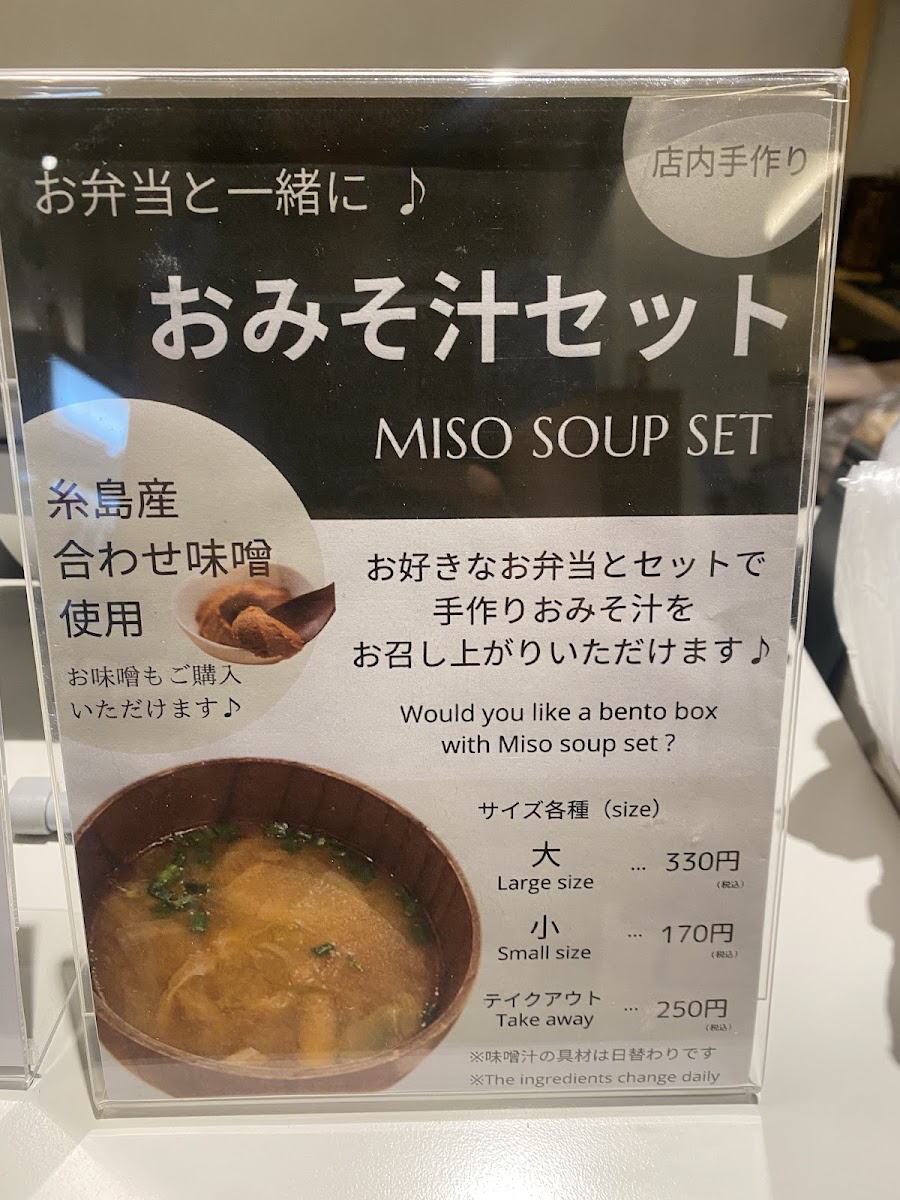 店内手作り
お弁当と一緒に ♪
おみそ汁セット
MISO SOUP SET
糸島産
合わせ味噌
使用
お味噌もご購入
いただけます♪
お好きなお弁当とセットで
手作りおみそ汁を
お召し上がりいただけます♪
Would you like a bento box
with Miso soup set ?
サイズ各種（size）
大 … 330円
Large size （税込）
小 … 170円
Small size （税込）
テイクアウト … 250円
Take away （税込）
※味噌汁の具材は日替わりです
※The ingredients change daily